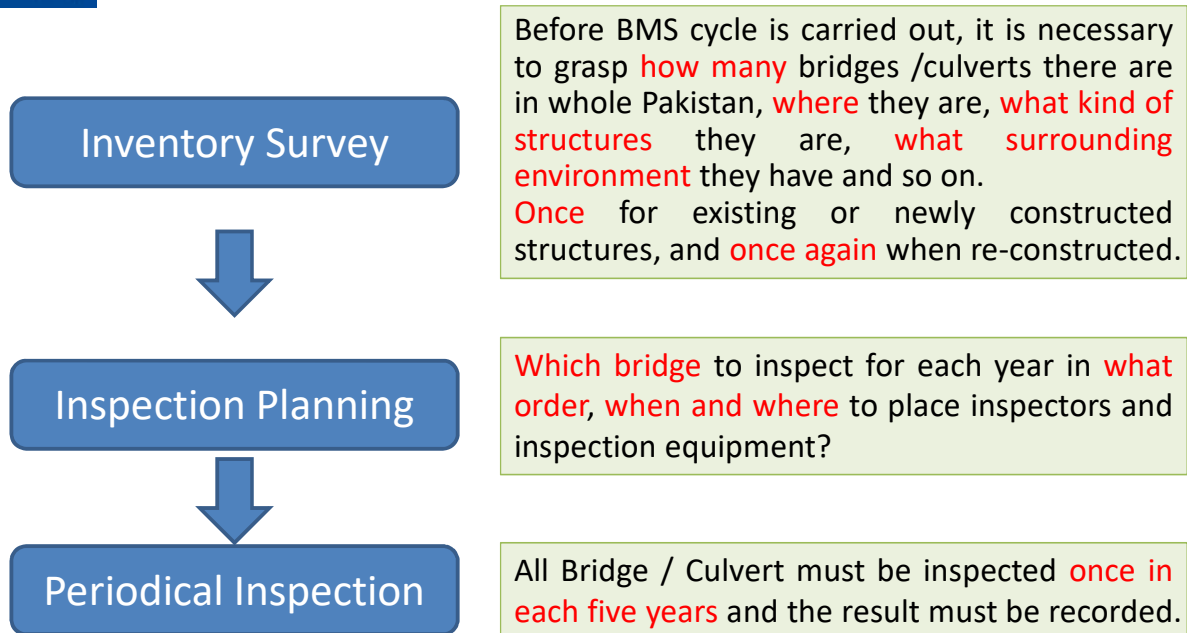 Before BMS cycle is carried out, it is necessary
to grasp how many bridges /culverts there are
in whole Pakistan, where they are, what kind of
structures they are, what surrounding
environment they have and so on.
Once for existing or newly constructed
structures, and once again when re-constructed.
Inventory Survey
Which bridge to inspect for each year in what
order, when and where to place inspectors and
inspection equipment?
Inspection Planning
All Bridge / Culvert must be inspected once in
each five years and the result must be recorded.
Periodical Inspection